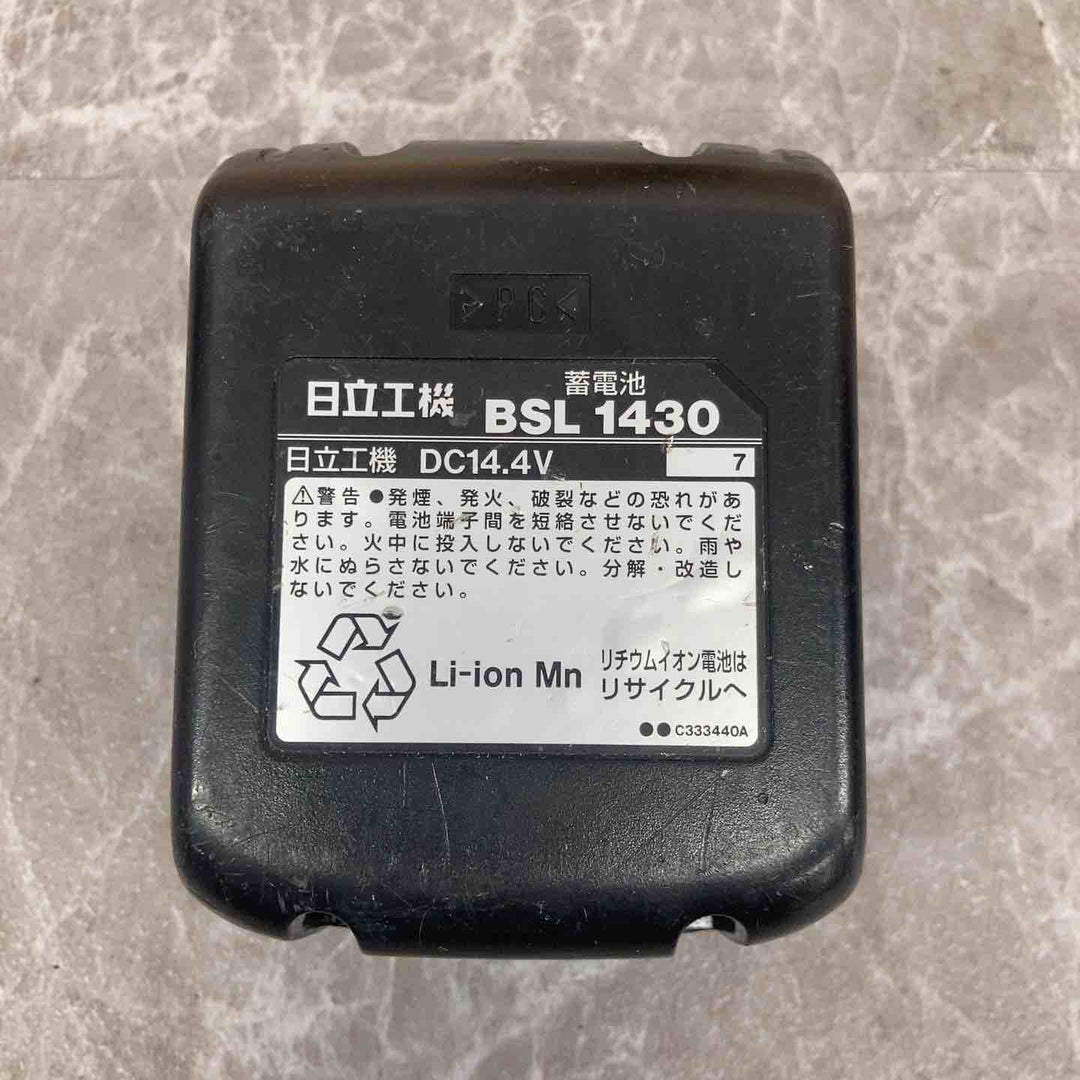 >PC<
日立工機 蓄電池 BSL 1430
日立工機 DC14.4V 7
⚠警告 ●発煙、発火、破裂などの恐れがあ
ります。電池端子間を短絡させないでくだ
さい。火中に投入しないでください。雨や
水にぬらさないでください。分解・改造し
ないでください。
Li-ion Mn リチウムイオン電池は
リサイクルへ
●● C333440A